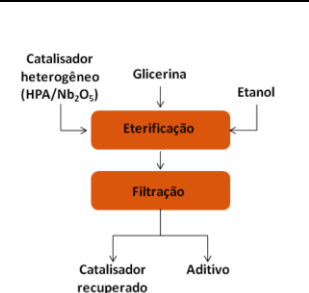 Catalisador
heterogêneo
(HPA/Nb₂O₅)
Glicerina
Etanol
Eterificação
Filtração
Catalisador
recuperado
Aditivo